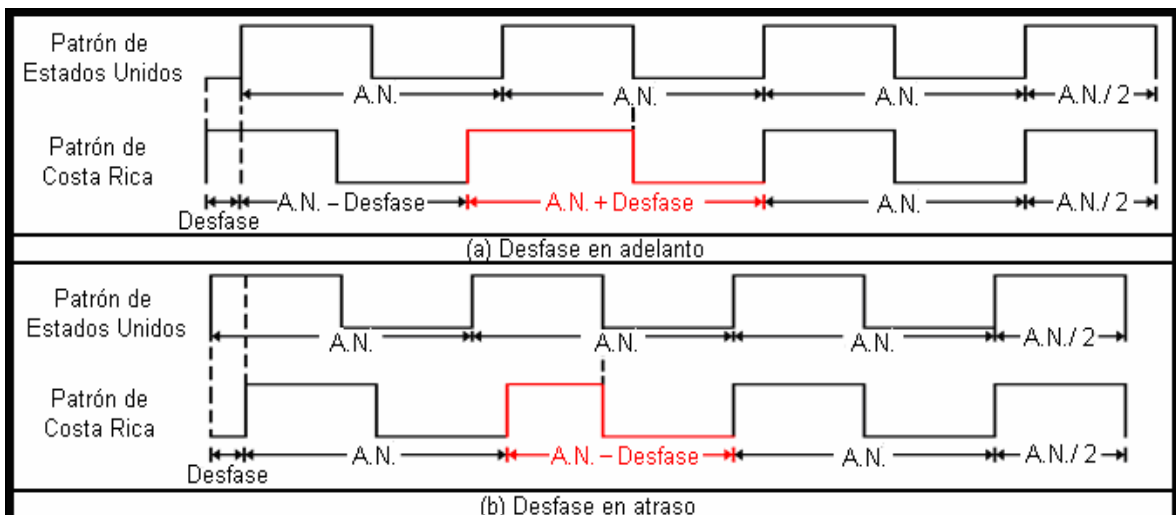 Patrón de
Estados Unidos
A.N. A.N. A.N. A.N./ 2
Patrón de
Costa Rica
Desfase A.N. – Desfase A.N. + Desfase A.N. A.N./ 2
(a) Desfase en adelanto
Patrón de
Estados Unidos
A.N. A.N. A.N. A.N./ 2
Patrón de
Costa Rica
Desfase A.N. A.N. – Desfase A.N. A.N./ 2
(b) Desfase en atraso